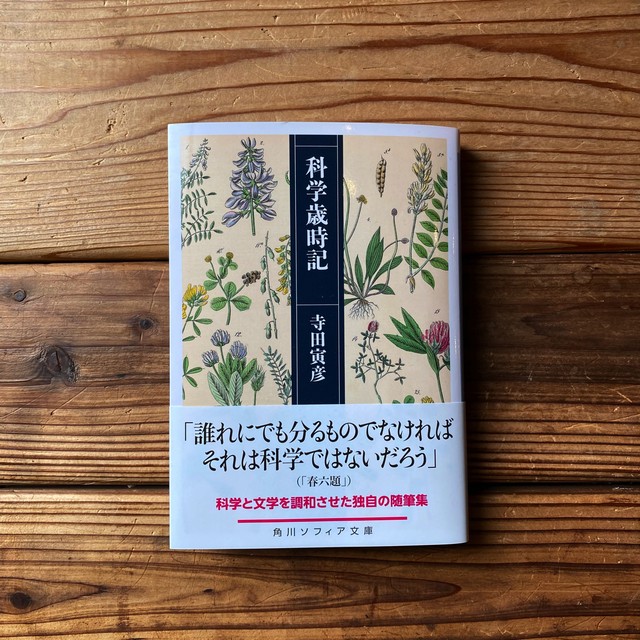 科学歳時記
寺田寅彦
「誰れにでも分るものでなければ
それは科学ではないだろう」
(「春六題」)
科学と文学を調和させた独自の随筆集
角川ソフィア文庫